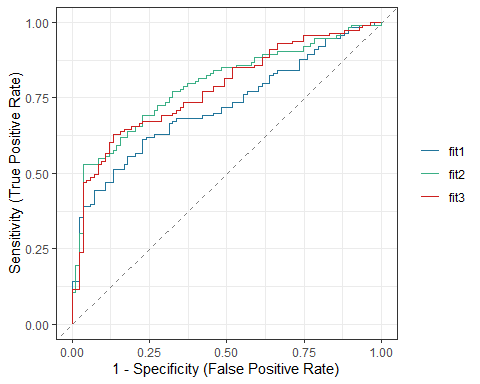 Sensitivity (True Positive Rate)
1.00
0.75
0.50
0.25
0.00
0.00 0.25 0.50 0.75 1.00
1 - Specificity (False Positive Rate)
fit1
fit2
fit3